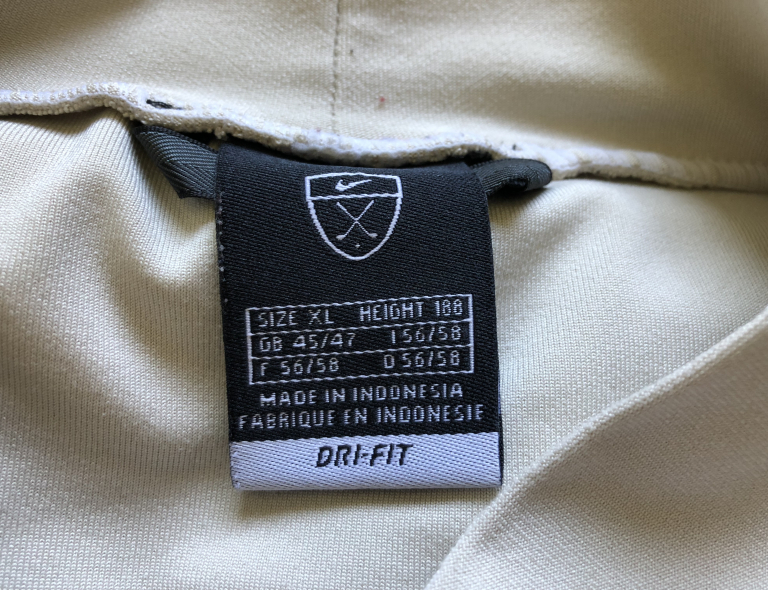 SIZE XL HEIGHT 188
GB 45/47 I 56/58
F 56/58 D 56/58
MADE IN INDONESIA
FABRIQUE EN INDONESIE
DRI-FIT